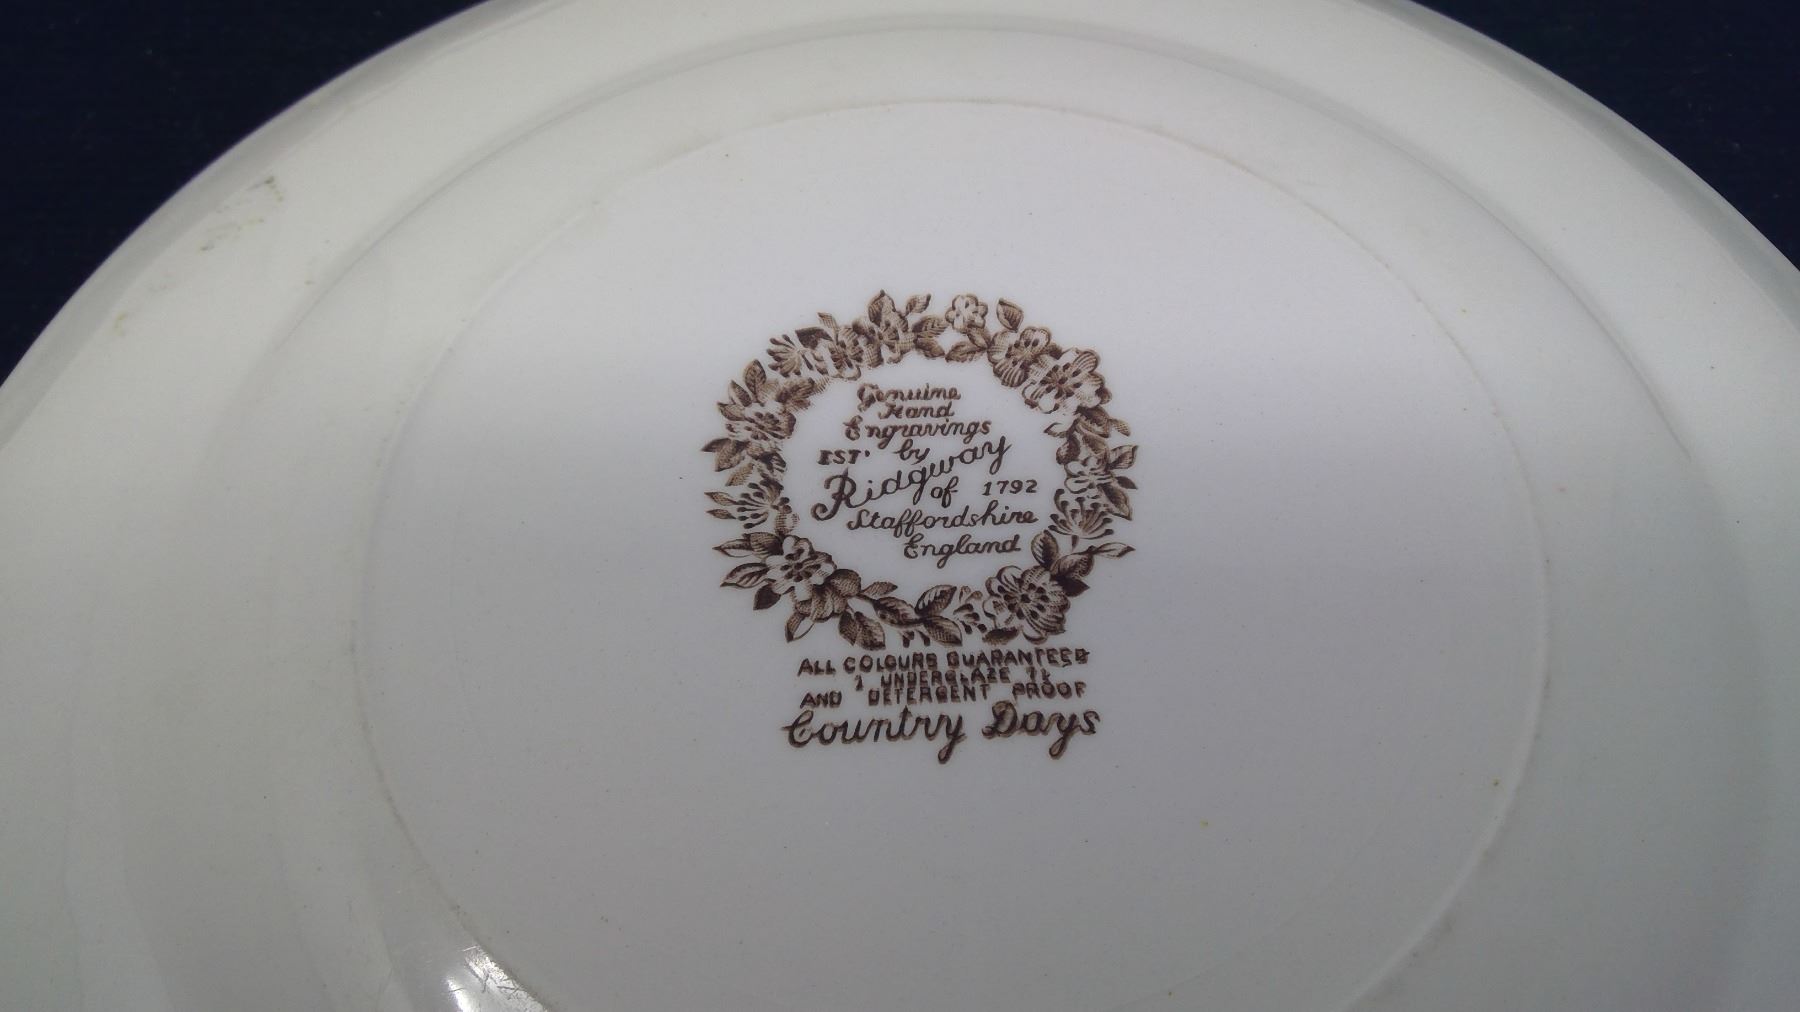 Genuine
Hand
Engravings
EST' by
Ridgway
of 1792
Staffordshire
England
ALL COLOURS GUARANTEED
UNDERGLAZE
AND DETERGENT PROOF
Country Days